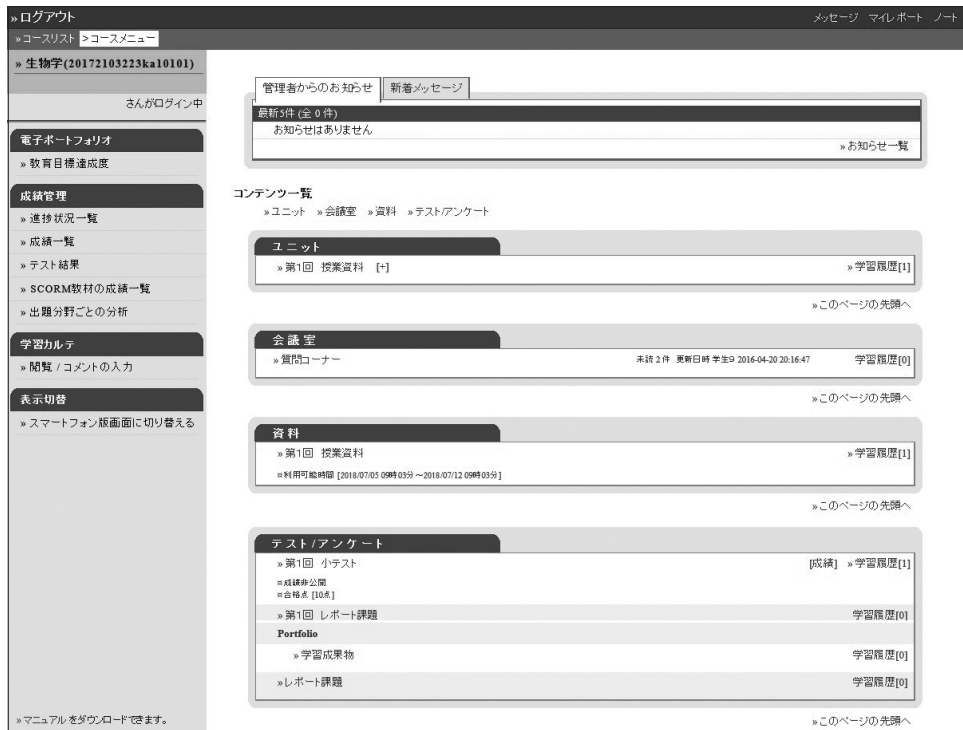 »ログアウト
メッセージ マイレポート ノート
»コースリスト >コースメニュー
»生物学(20172103223ka10101)
さんがログイン中
電子ポートフォリオ
»教育目標達成度
成績管理
»進捗状況一覧
»成績一覧
»テスト結果
»SCORM教材の成績一覧
»出題分野ごとの分析
学習カルテ
»閲覧 / コメントの入力
表示切替
»スマートフォン版画面に切り替える
»マニュアルをダウンロードできます。
管理者からのお知らせ 新着メッセージ
最新5件 (全 0 件)
お知らせはありません
»お知らせ一覧
コンテンツ一覧
»ユニット »会議室 »資料 »テスト/アンケート
ユニット
»第1回 授業資料 [+] »学習履歴[1]
»このページの先頭へ
会議室
»質問コーナー 未読 2 件 更新日時 学生9 2016-04-20 20:16:47 学習履歴[0]
»このページの先頭へ
資料
»第1回 授業資料 »学習履歴[1]
¤利用可能時間 [2018/07/05 09時03分～2018/07/12 09時03分]
»このページの先頭へ
テスト/アンケート
»第1回 小テスト [成績] »学習履歴[1]
¤成績非公開
¤合格点 [10点]
»第1回 レポート課題 学習履歴[0]
Portfolio
»学習成果物 学習履歴[0]
»レポート課題 学習履歴[0]
»このページの先頭へ